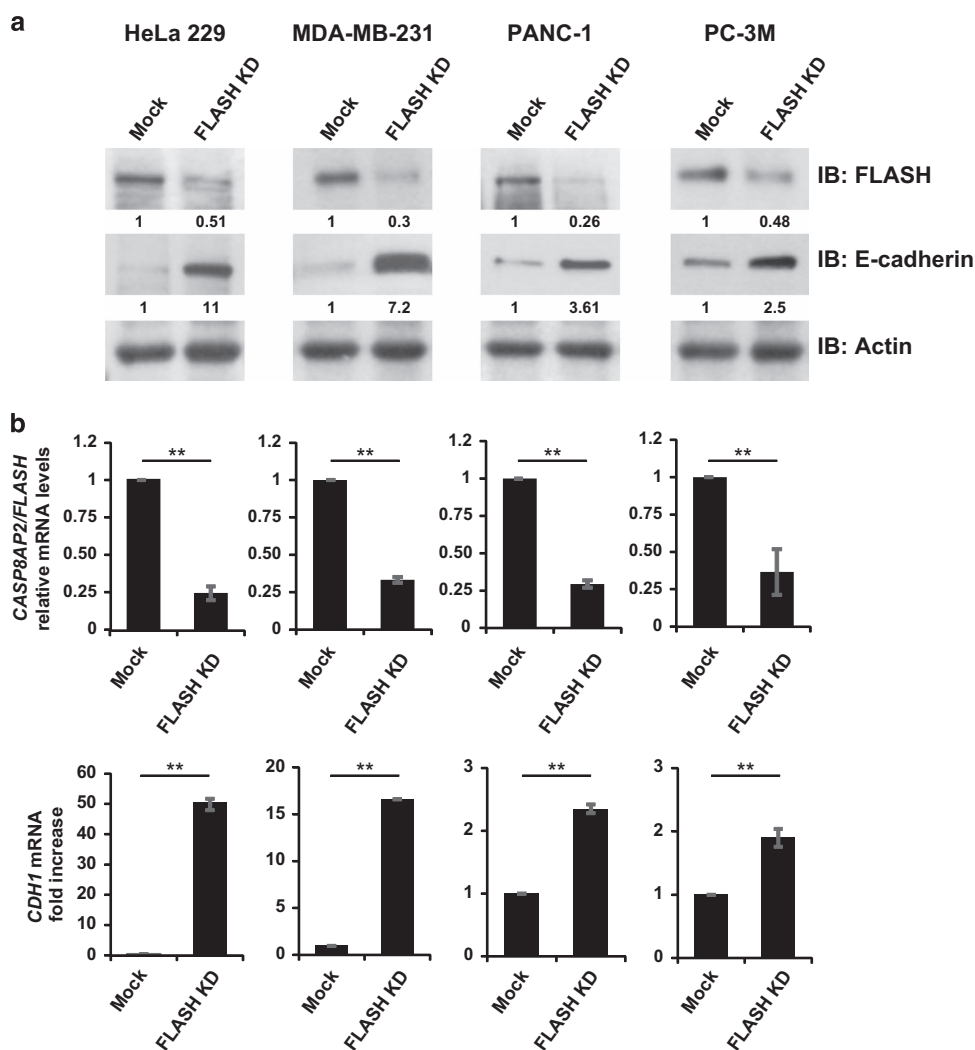 a
HeLa 229 MDA-MB-231 PANC-1 PC-3M
Mock FLASH KD Mock FLASH KD Mock FLASH KD Mock FLASH KD
IB: FLASH
1 0.51 1 0.3 1 0.26 1 0.48
IB: E-cadherin
1 11 1 7.2 1 3.61 1 2.5
IB: Actin
b
CASP8AP2/FLASH
relative mRNA levels
1.2 1 0.75 0.50 0.25 0
**
Mock FLASH KD
1.2 1 0.75 0.50 0.25 0
**
Mock FLASH KD
1.2 1 0.75 0.50 0.25 0
**
Mock FLASH KD
1.2 1 0.75 0.50 0.25 0
**
Mock FLASH KD
CDH1 mRNA
fold increase
60 50 40 30 20 10 0
**
Mock FLASH KD
20 15 10 5 0
**
Mock FLASH KD
3 2 1 0
**
Mock FLASH KD
3 2 1 0
**
Mock FLASH KD